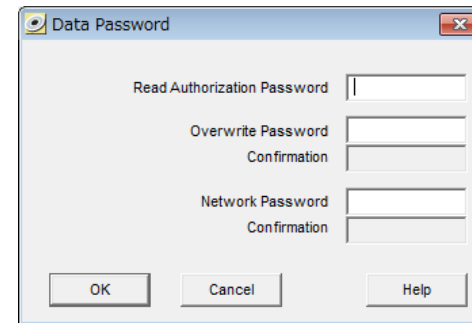 Data Password
Read Authorization Password
Overwrite Password
Confirmation
Network Password
Confirmation
OK Cancel Help